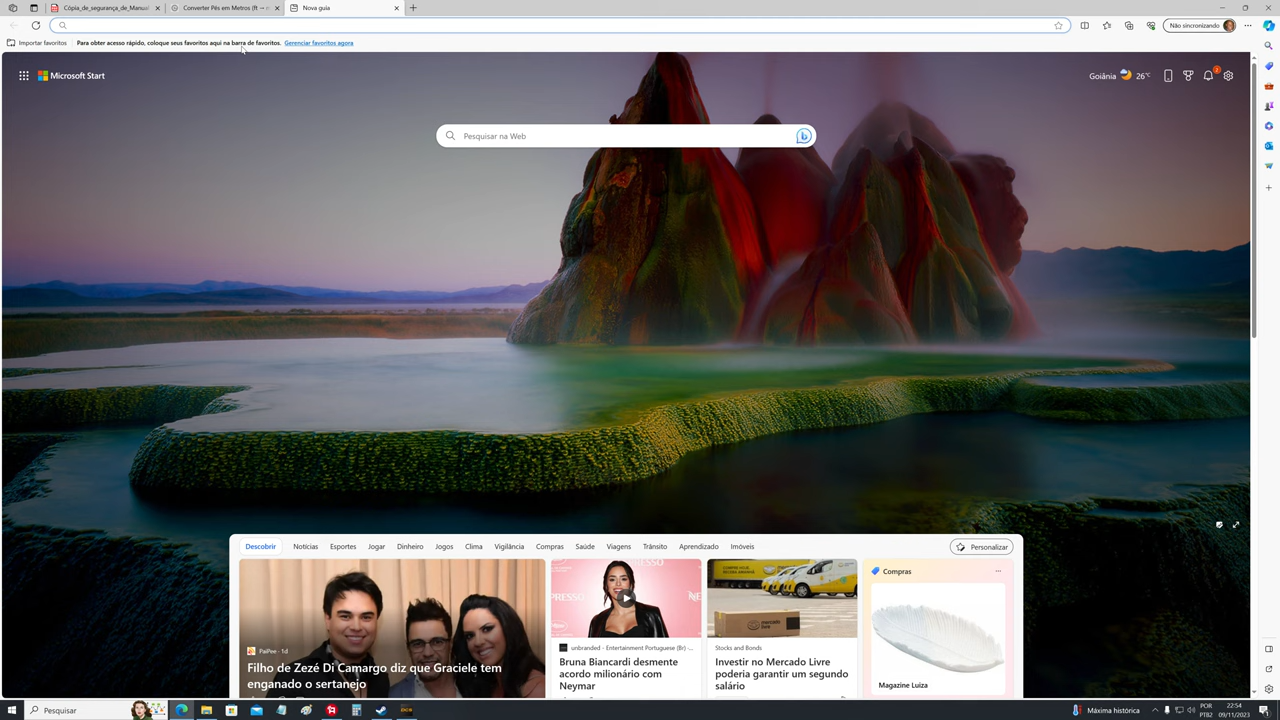 Cópia_de_segurança_de_Manual
Converter Pés em Metros (ft → m
Nova guia
Não sincronizando
Importar favoritos
Para obter acesso rápido, coloque seus favoritos aqui na barra de favoritos. Gerenciar favoritos agora
Microsoft Start
Goiânia
26°C
Pesquisar na Web
Descobrir
Notícias
Esportes
Jogar
Dinheiro
Jogos
Clima
Vigilância
Compras
Saúde
Viagens
Trânsito
Aprendizado
Imóveis
Personalizar
PaiPee · 1d
Filho de Zezé Di Camargo diz que Graciele tem
enganado o sertanejo
unbranded - Entertainment Portuguese (Br) ·...
Bruna Biancardi desmente
acordo milionário com
Neymar
mercado
livre
Stocks and Bonds
Investir no Mercado Livre
poderia garantir um segundo
salário
Compras
Magazine Luiza
Pesquisar
Máxima histórica
POR
PTB2
22:54
09/11/2023